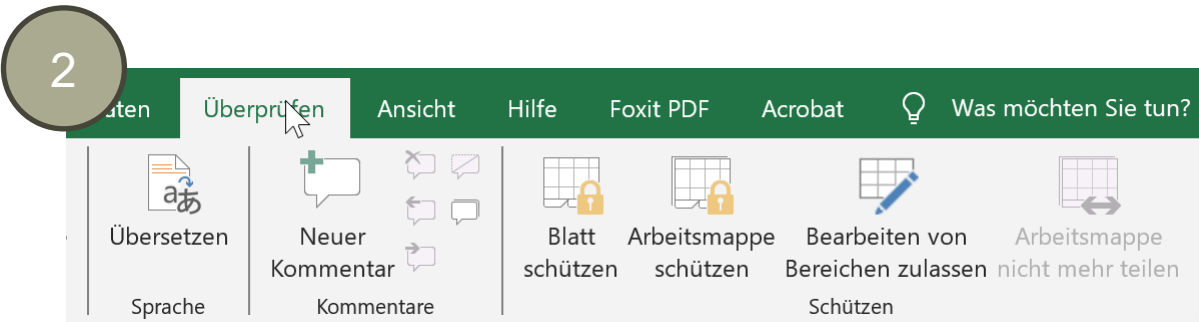 2
Überprüfen Ansicht Hilfe Foxit PDF Acrobat Was möchten Sie tun?
Übersetzen Neuer Blatt Arbeitsmappe Bearbeiten von Arbeitsmappe
Kommentar schützen schützen Bereichen zulassen nicht mehr teilen
Sprache Kommentare Schützen